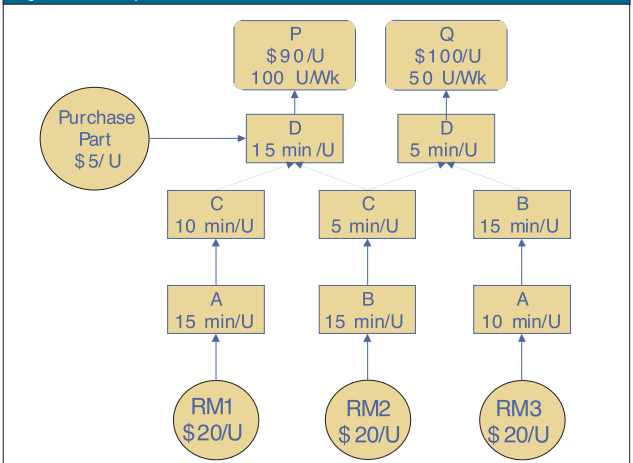 P
$90/U
100 U/Wk
Q
$100/U
50 U/Wk
Purchase
Part
$5/U
D
15 min/U
D
5 min/U
C
10 min/U
C
5 min/U
B
15 min/U
A
15 min/U
B
15 min/U
A
10 min/U
RM1
$20/U
RM2
$20/U
RM3
$20/U